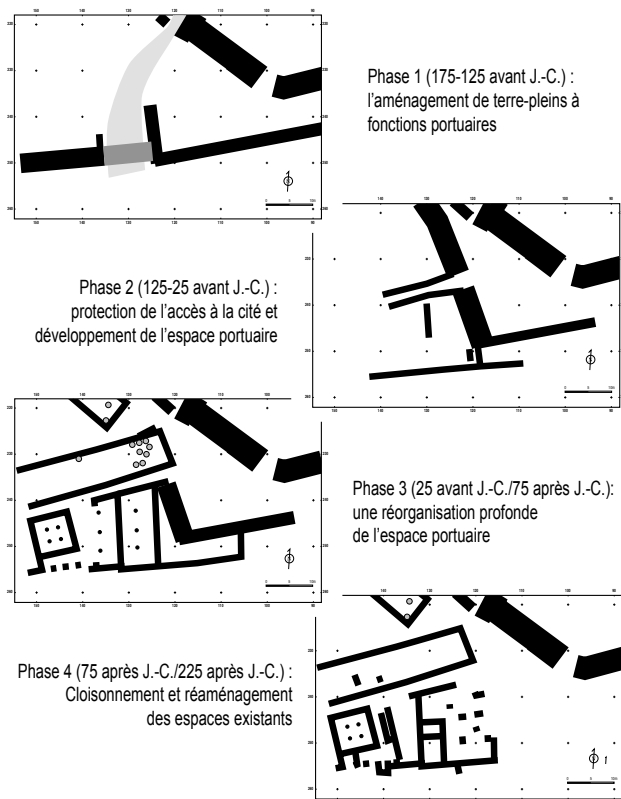 Phase 1 (175-125 avant J.-C.) :
l’aménagement de terre-pleins à
fonctions portuaires
Phase 2 (125-25 avant J.-C.) :
protection de l’accès à la cité et
développement de l’espace portuaire
Phase 3 (25 avant J.-C./75 après J.-C.):
une réorganisation profonde
de l’espace portuaire
Phase 4 (75 après J.-C./225 après J.-C.) :
Cloisonnement et réaménagement
des espaces existants